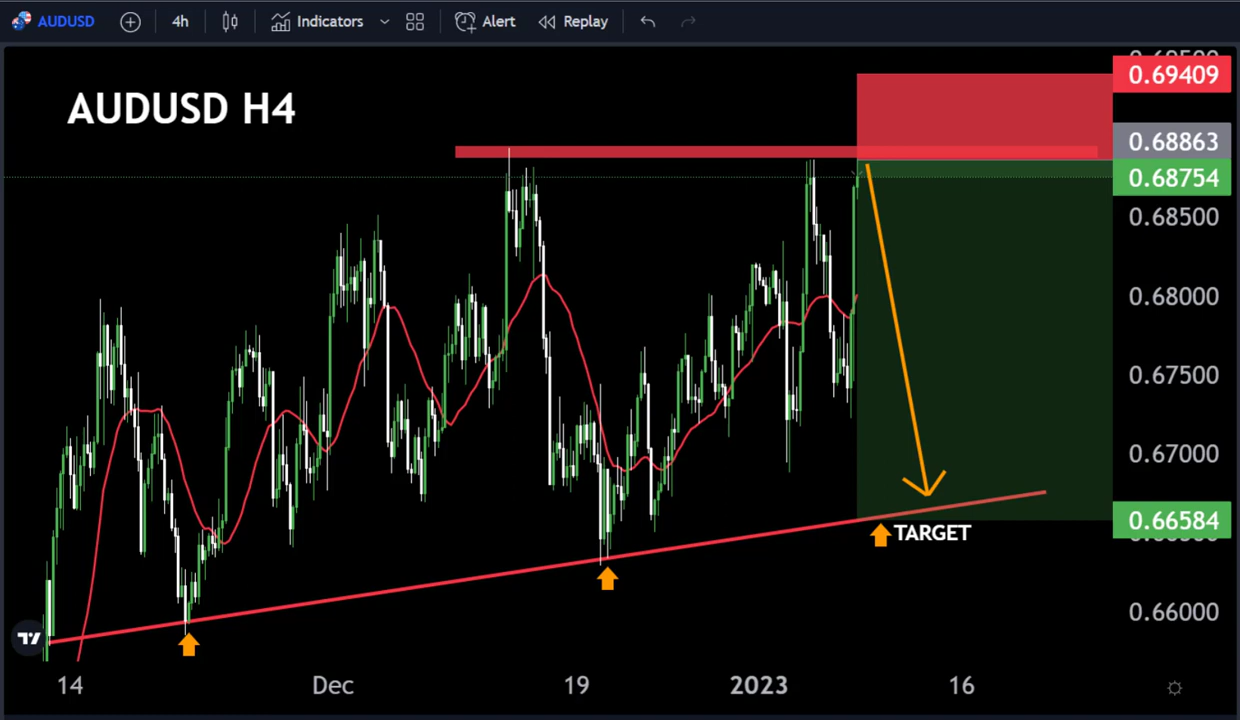 AUDUSD 4h Indicators Alert Replay
AUDUSD H4
0.69409
0.68863
0.68754
0.68500
0.68000
0.67500
0.67000
0.66584
TARGET
0.66000
14 Dec 19 2023 16